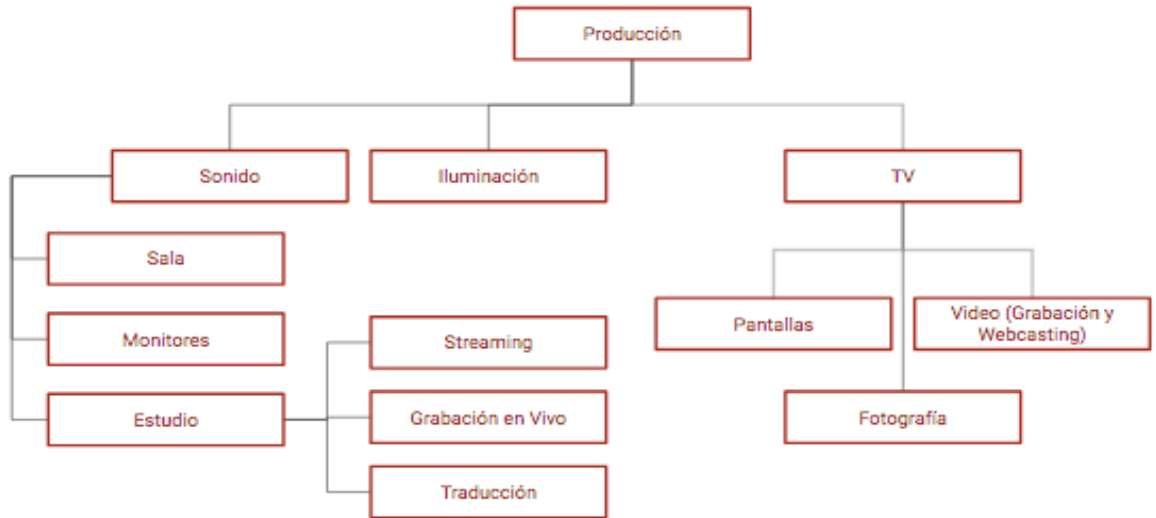 Producción
Sonido
Iluminación
TV
Sala
Monitores
Estudio
Streaming
Grabación en Vivo
Traducción
Pantallas
Video (Grabación y
Webcasting)
Fotografía